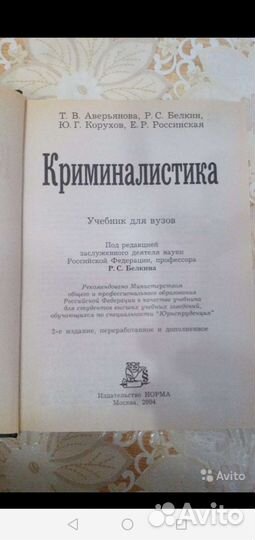 Т. В. Аверьянова, Р. С. Белкин,
Ю. Г. Корухов, Е. Р. Россинская
Криминалистика
Учебник для вузов
Под редакцией
заслуженного деятеля науки
Российской Федерации, профессора
Р. С. Белкина
Рекомендовано Министерством
общего и профессионального образования
Российской Федерации в качестве учебника
для студентов высших учебных заведений,
обучающихся по специальности "Юриспруденция"
2-е издание, переработанное и дополненное
Издательство НОРМА
Москва, 2004
Avito
Avito